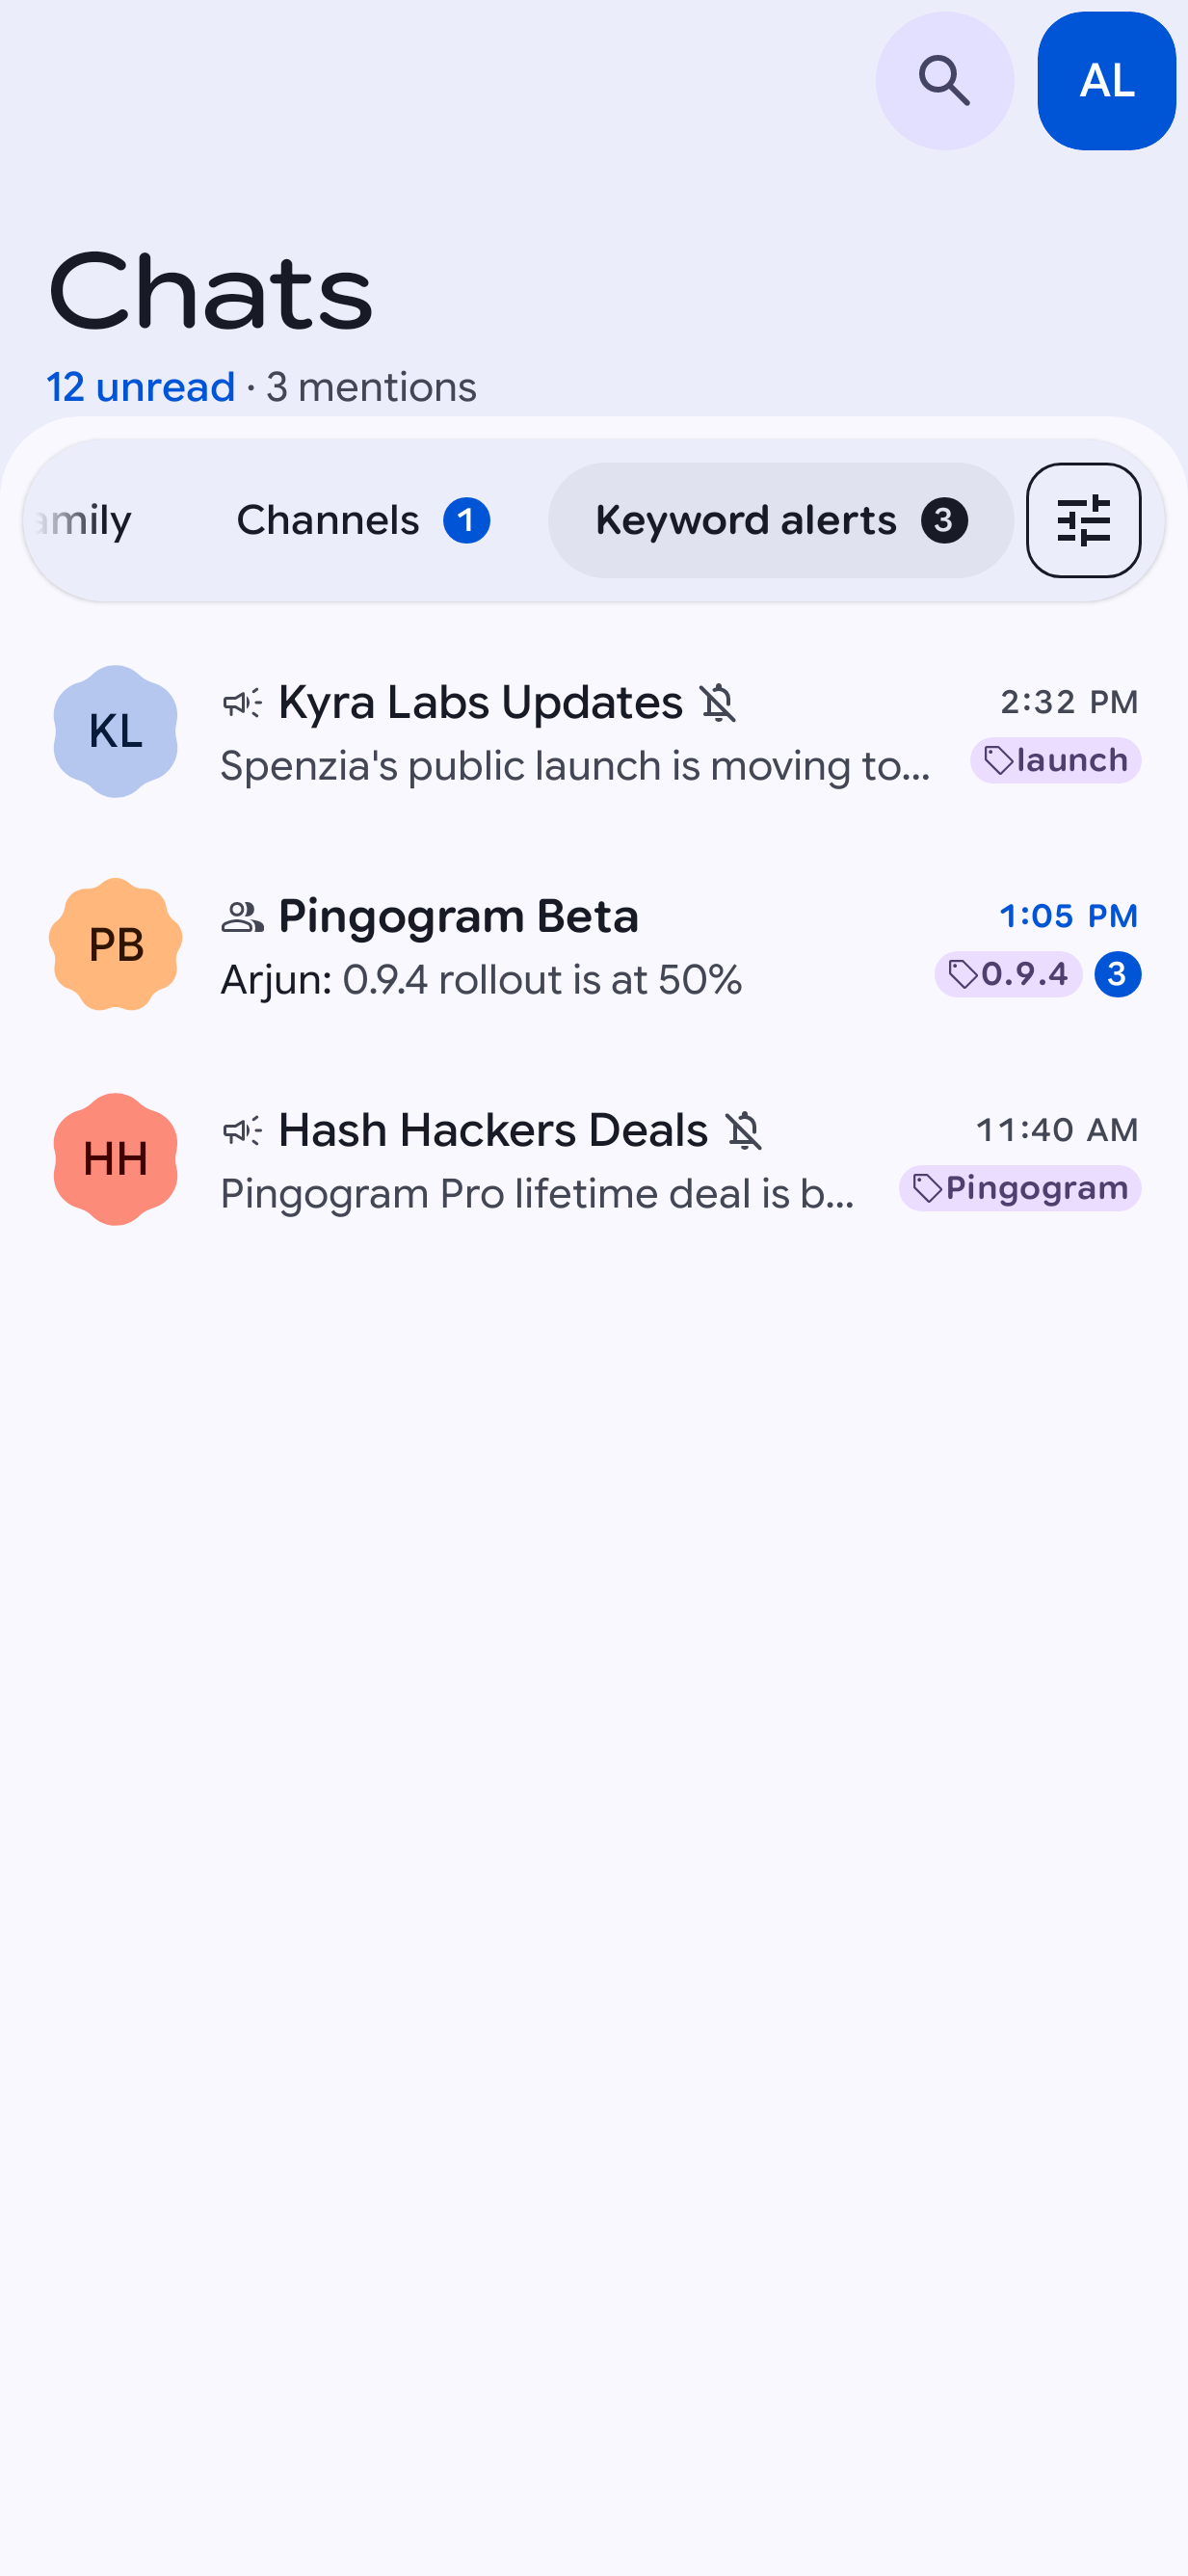 AL
Chats
12 unread · 3 mentions
amily Channels 1 Keyword alerts 3
KL Kyra Labs Updates 2:32 PM
Spenzia's public launch is moving to... launch
PB Pingogram Beta 1:05 PM
Arjun: 0.9.4 rollout is at 50% 0.9.4 3
HH Hash Hackers Deals 11:40 AM
Pingogram Pro lifetime deal is b... Pingogram